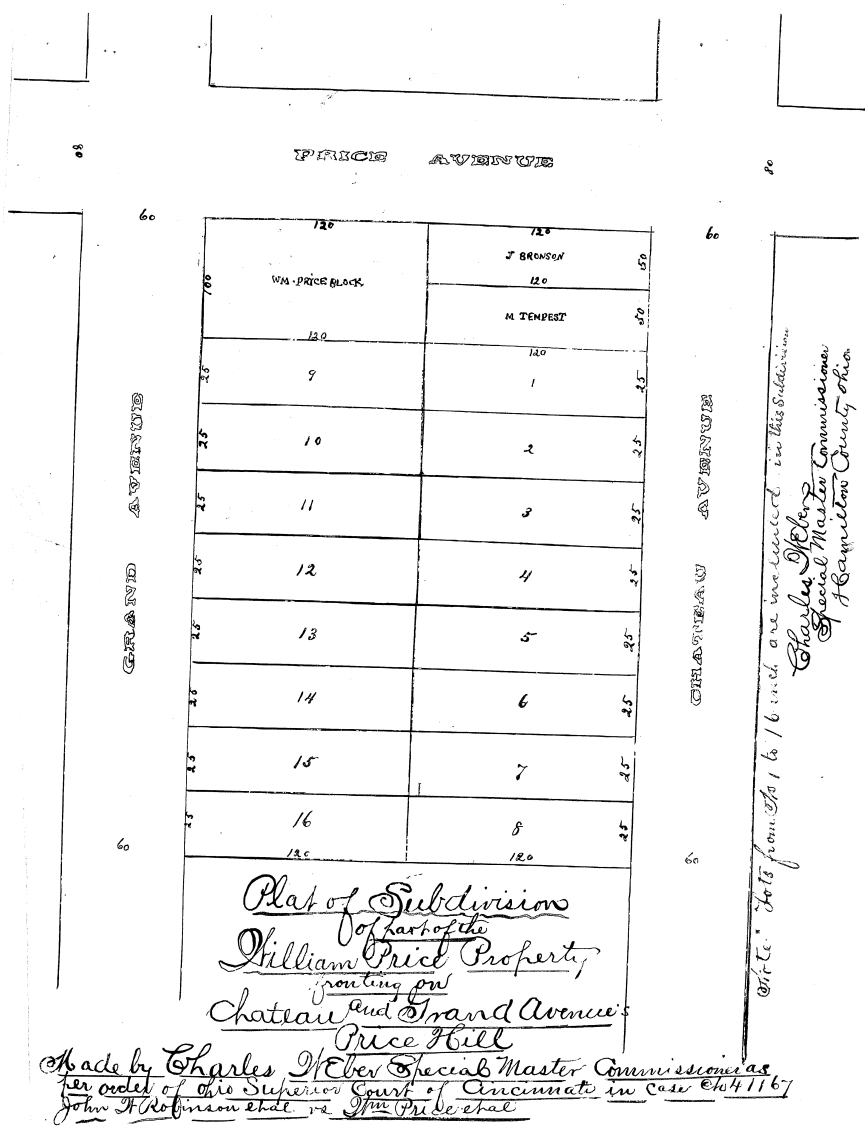 PRICE AVENUE
80
80
60
60
120
120
J BRONSON
50
100
WM. PRICE BLOCK
120
M TEMPEST
50
120
120
25
9
1
25
25
10
2
25
25
11
3
25
25
12
4
25
25
13
5
25
25
14
6
25
25
15
7
25
25
16
8
25
60
120
120
60
GRAND AVENUE
CHATEAU AVENUE
Note" Lots from No 1 to 16 incl. are included in this Subdivision
Charles Weber
Special Master Commissioner
Hamilton County Ohio
Plat of Subdivision
of part of the
William Price Property
fronting on
Chateau and Grand Avenue's
Price Hill
Made by Charles Weber Special Master Commissioner as
per order of Ohio Superior Court of Cincinnati in case No 41167
John H Robinson et al vs Wm Price et al